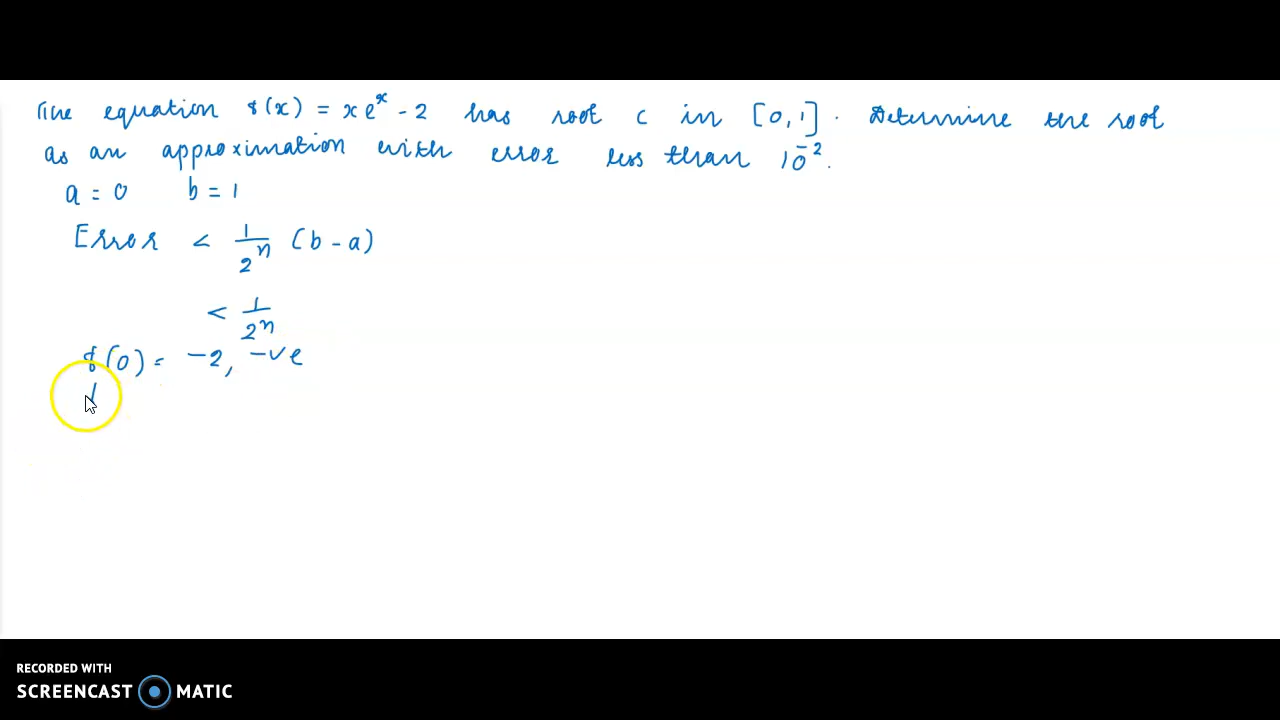 The equation f(x) = xe^x - 2 has root c in [0,1]. Determine the root
as an approximation with error less than 10^-2.
a = 0 b = 1
Error < 1/2^n (b - a)
< 1/2^n
f(0) = -2, -ve
RECORDED WITH
SCREENCAST MATIC